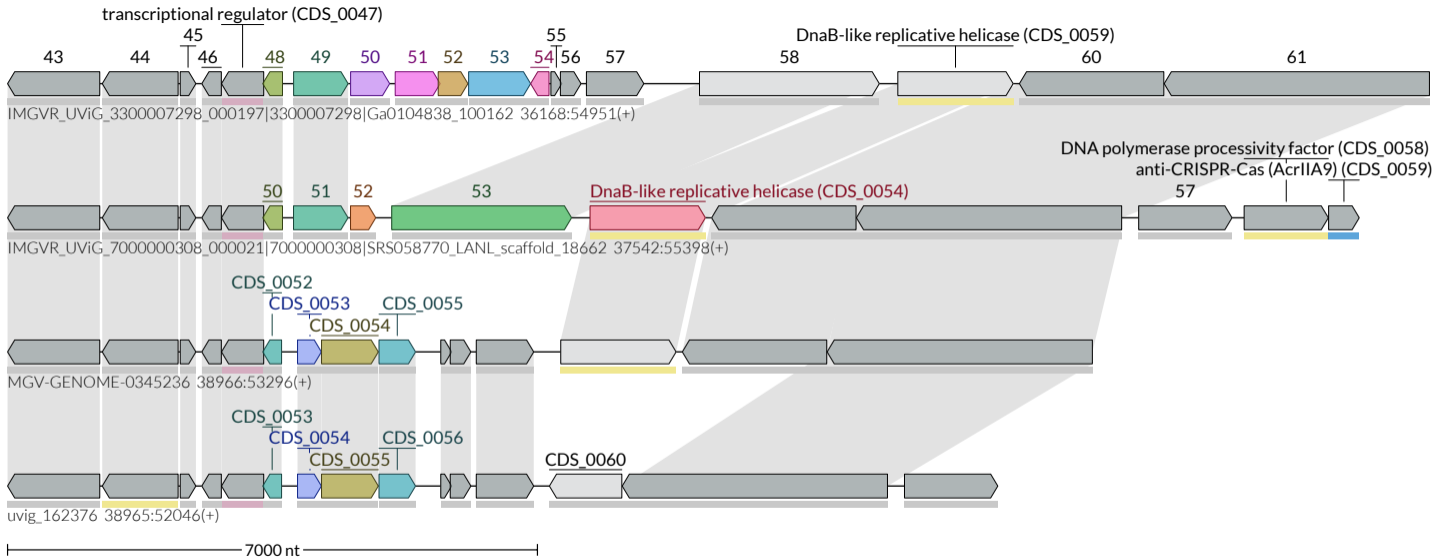 transcriptional regulator (CDS_0047)
43 44 45 46 48 49 50 51 52 53 54 55 56 57 58 DnaB-like replicative helicase (CDS_0059) 60 61
IMGVR_UViG_3300007298_000197|3300007298|Ga0104838_100162 36168:54951(+)
DNA polymerase processivity factor (CDS_0058)
anti-CRISPR-Cas (AcrIIA9) (CDS_0059)
50 51 52 53 DnaB-like replicative helicase (CDS_0054) 57
IMGVR_UViG_7000000308_000021|7000000308|SRS058770_LANL_scaffold_18662 37542:55398(+)
CDS_0052
CDS_0053 CDS_0055
CDS_0054
MGV-GENOME-0345236 38966:53296(+)
CDS_0053
CDS_0054 CDS_0056
CDS_0055 CDS_0060
uvig_162376 38965:52046(+)
7000 nt